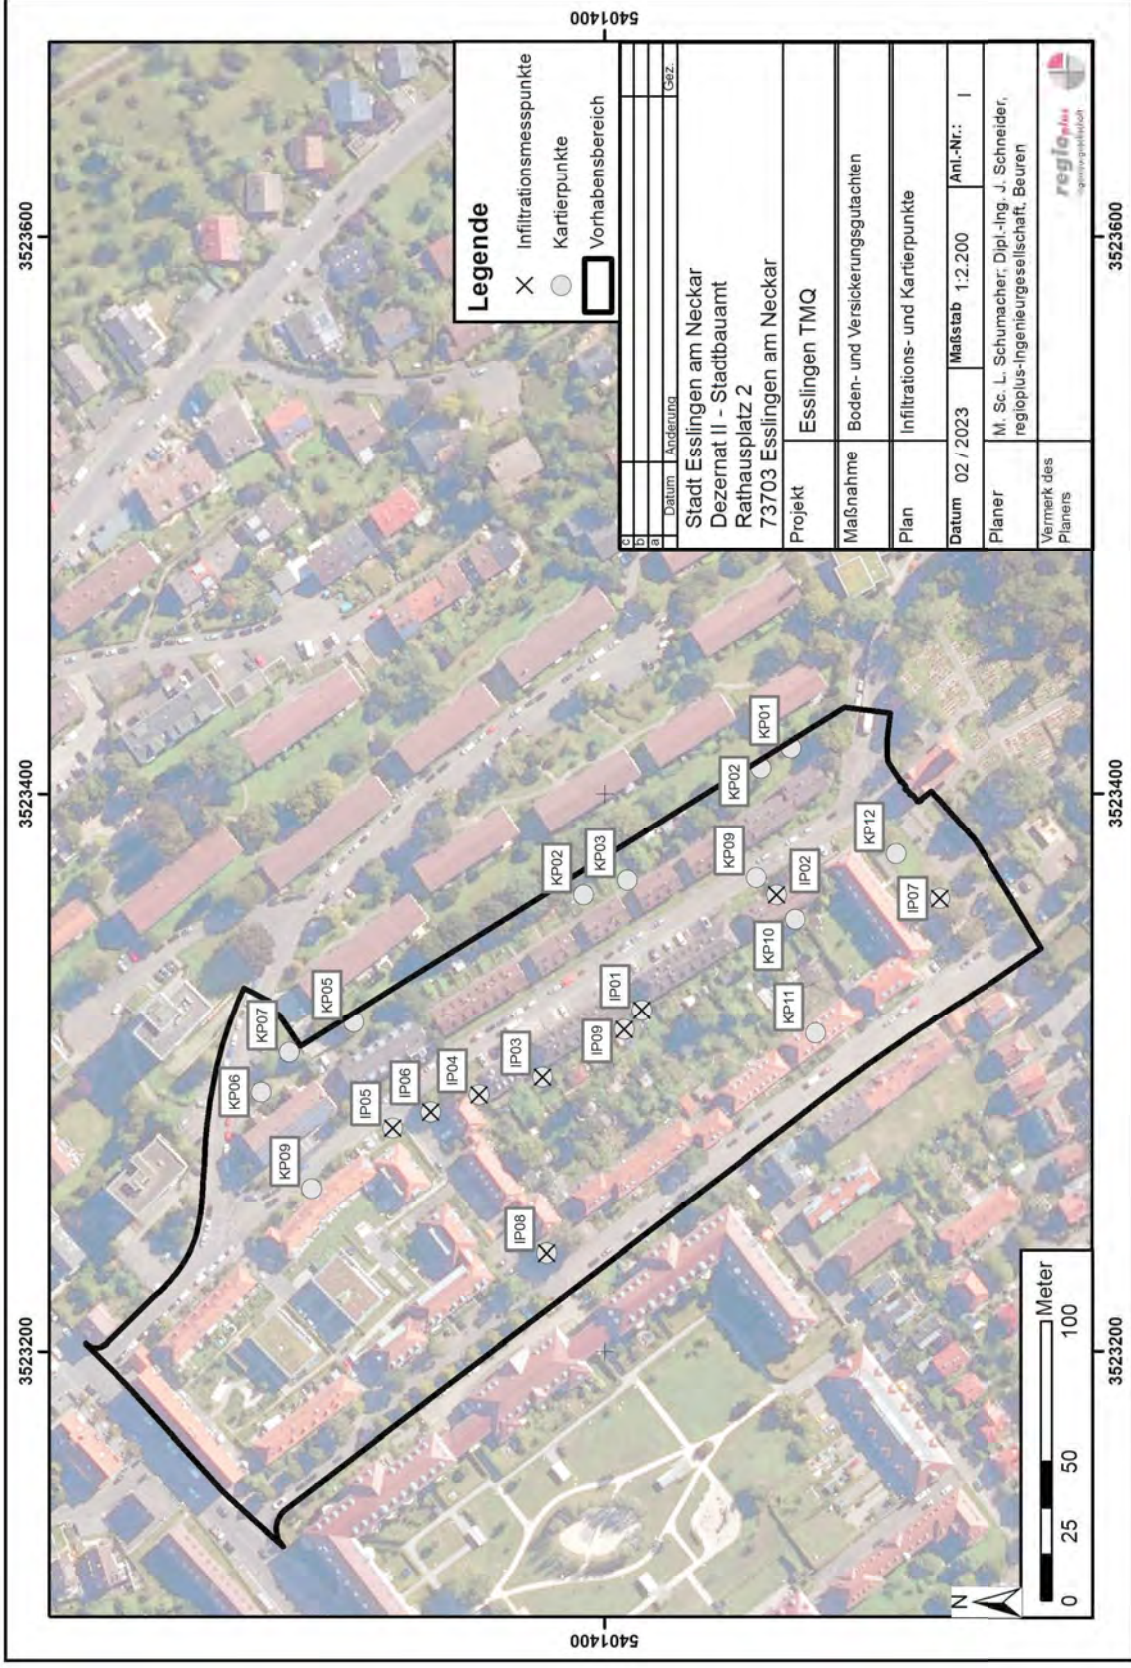 5401400
5401400
3523600
3523400
3523200
3523600
3523400
3523200
Legende
Infiltrationsmesspunkte
Kartierpunkte
Vorhabensbereich
c
b
a
Datum Änderung Gez.
Stadt Esslingen am Neckar
Dezernat II - Stadtbauamt
Rathausplatz 2
73703 Esslingen am Neckar
Projekt Esslingen TMQ
Maßnahme Boden- und Versickerungsgutachten
Plan Infiltrations- und Kartierpunkte
Datum 02 / 2023 Maßstab 1:2.200 Anl.-Nr.: I
Planer M. Sc. L. Schumacher; Dipl.-Ing. J. Schneider,
regioplus-Ingenieurgesellschaft, Beuren
Vermerk des
Planers
regioplus
ingenieurgesellschaft
KP07
KP05
KP06
KP09
IP05
IP06
IP04
IP03
IP08
IP09
IP01
KP02
KP03
KP02
KP01
KP09
IP02
KP10
KP11
KP12
IP07
N
0 25 50 100
Meter